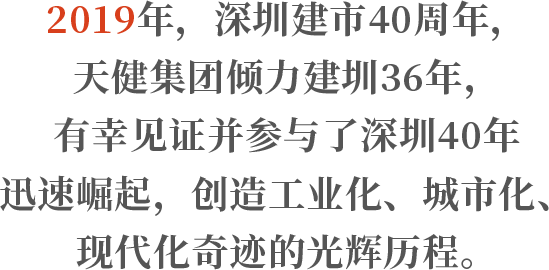 2019年，深圳建市40周年，
天健集团倾力建圳36年，
有幸见证并参与了深圳40年
迅速崛起，创造工业化、城市化、
现代化奇迹的光辉历程。